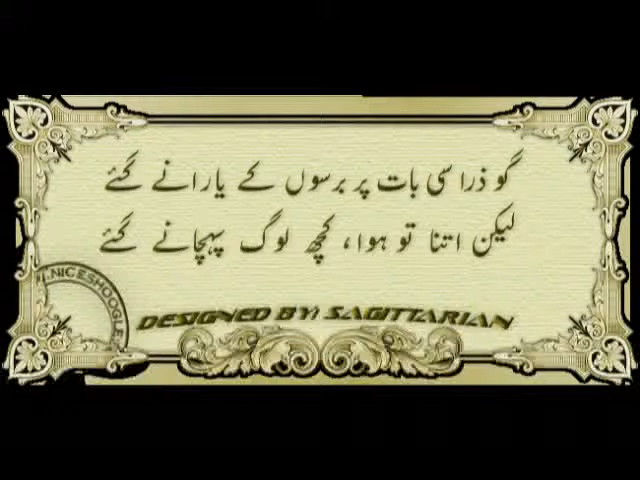 گو ذرا سی بات پر برسوں کے یارانے گئے
لیکن اتنا تو ہوا، کچھ لوگ پہچانے گئے
.NICESHOOGLE
DESIGNED BY: SAGITTARIAN